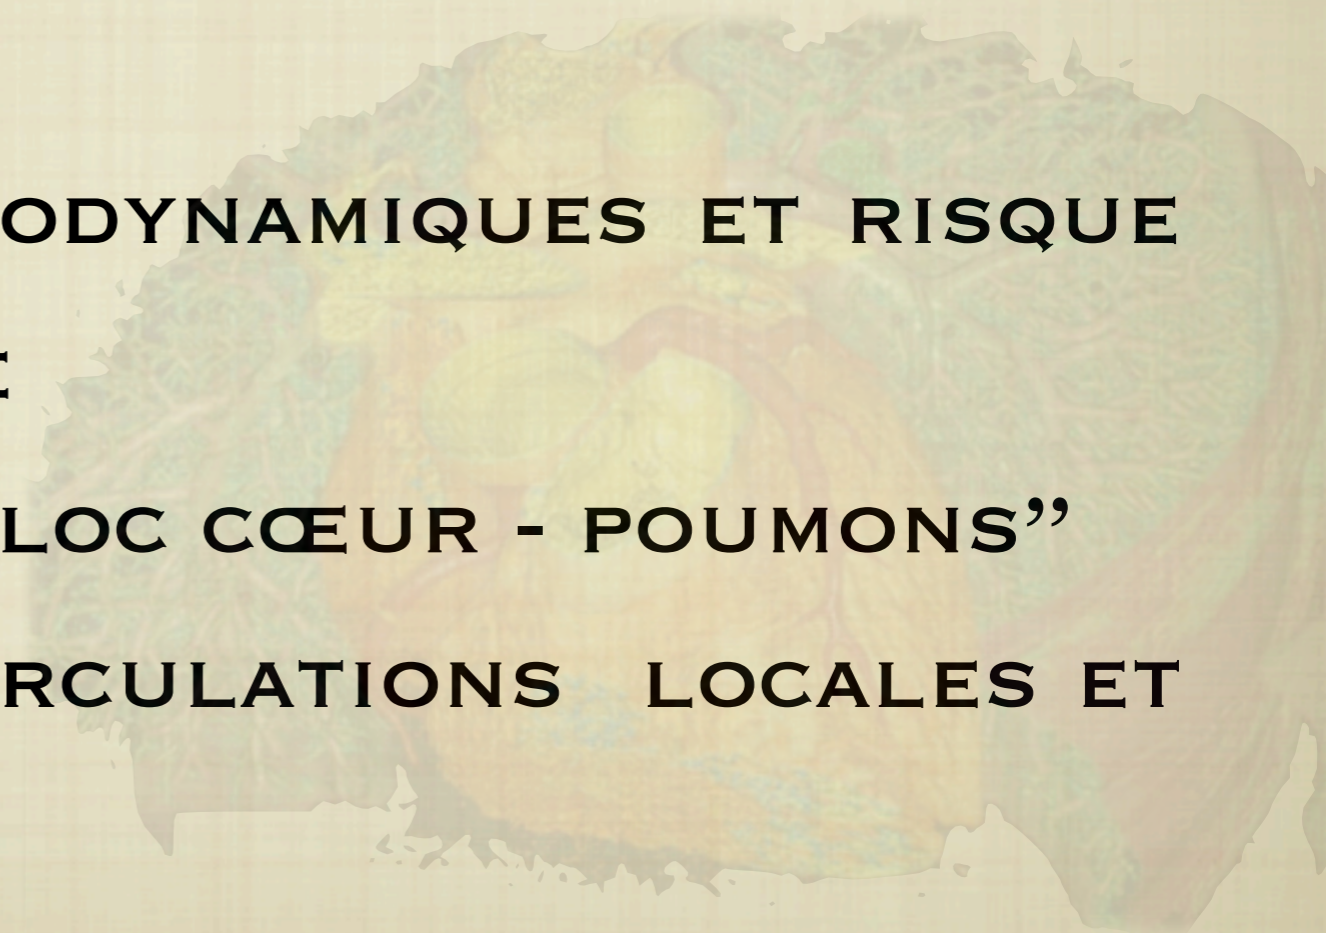 ODYNAMIQUES ET RISQUE
LOC CŒUR - POUMONS”
RCULATIONS LOCALES ET